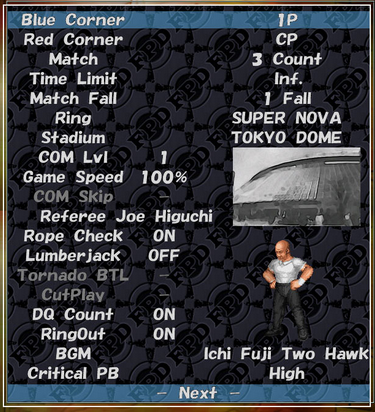 Blue Corner 1P
Red Corner CP
Match 3 Count
Time Limit Inf.
Match Fall 1 Fall
Ring SUPER NOVA
Stadium TOKYO DOME
COM Lvl 1
Game Speed 100%
COM Skip -
Referee Joe Higuchi
Rope Check ON
Lumberjack OFF
Tornado BTL -
CutPlay -
DQ Count ON
RingOut ON
BGM Ichi Fuji Two Hawk
Critical PB High
- Next -